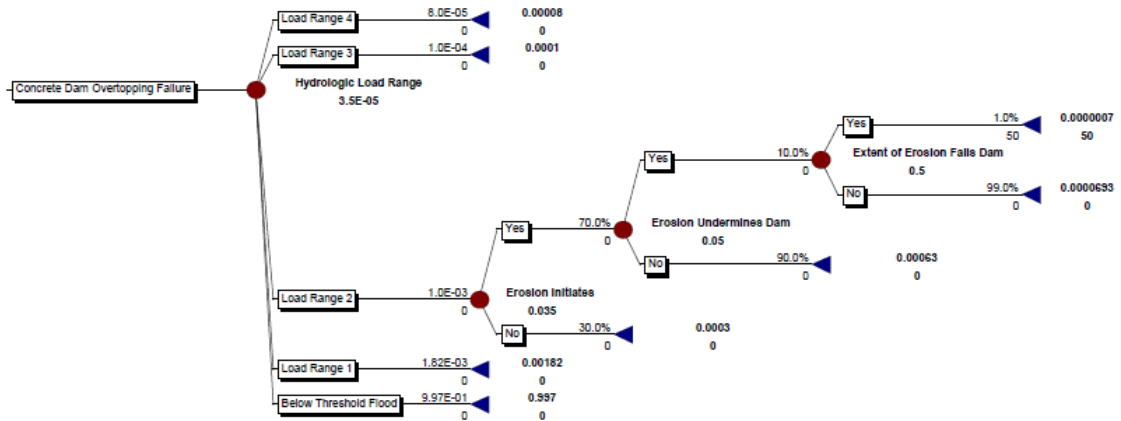 Load Range 4 8.0E-05 0.00008
0 0
Load Range 3 1.0E-04 0.0001
0 0
Concrete Dam Overtopping Failure
Hydrologic Load Range
3.5E-05
Yes 1.0% 0.0000007
50 50
Yes 10.0% Extent of Erosion Fails Dam
0 0.5
No 99.0% 0.0000693
0 0
Yes 70.0% Erosion Undermines Dam
0 0.05
No 90.0% 0.00063
0 0
Load Range 2 1.0E-03 Erosion Initiates
0 0.035
No 30.0% 0.0003
0 0
Load Range 1 1.82E-03 0.00182
0 0
Below Threshold Flood 9.97E-01 0.997
0 0